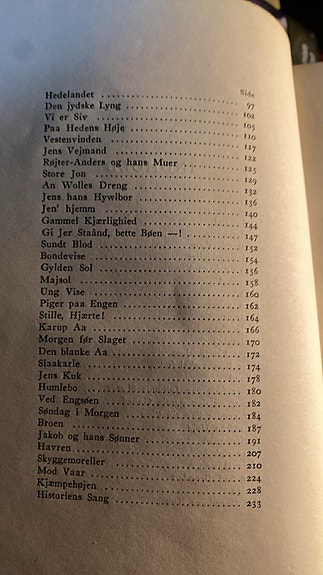 Side
Hedelandet 97
Den jydske Lyng 102
Vi er Siv 105
Paa Hedens Høje 110
Vestenvinden 117
Jens Vejmand 122
Røjter-Anders og hans Muer 125
Store Jon 129
An Wolles Dreng 132
Jens hans Hywlbor 136
Jen' hjemm 140
Gammel Kjærlighied 144
Gi Jer Staånd, bette Bøen —! 147
Sundt Blod 152
Bondevise 154
Gylden Sol 156
Majsol 158
Ung Vise 160
Piger paa Engen 162
Stille, Hjærte! 164
Karup Aa 166
Morgen før Slaget 170
Den blanke Aa 172
Slaakarle 174
Jens Kuk 178
Humlebo 180
Ved Engsøen 182
Søndag i Morgen 184
Broen 187
Jakob og hans Sønner 191
Havren 207
Skyggemoreller 210
Mod Vaar 224
Kjæmpehøjen 228
Historiens Sang 233